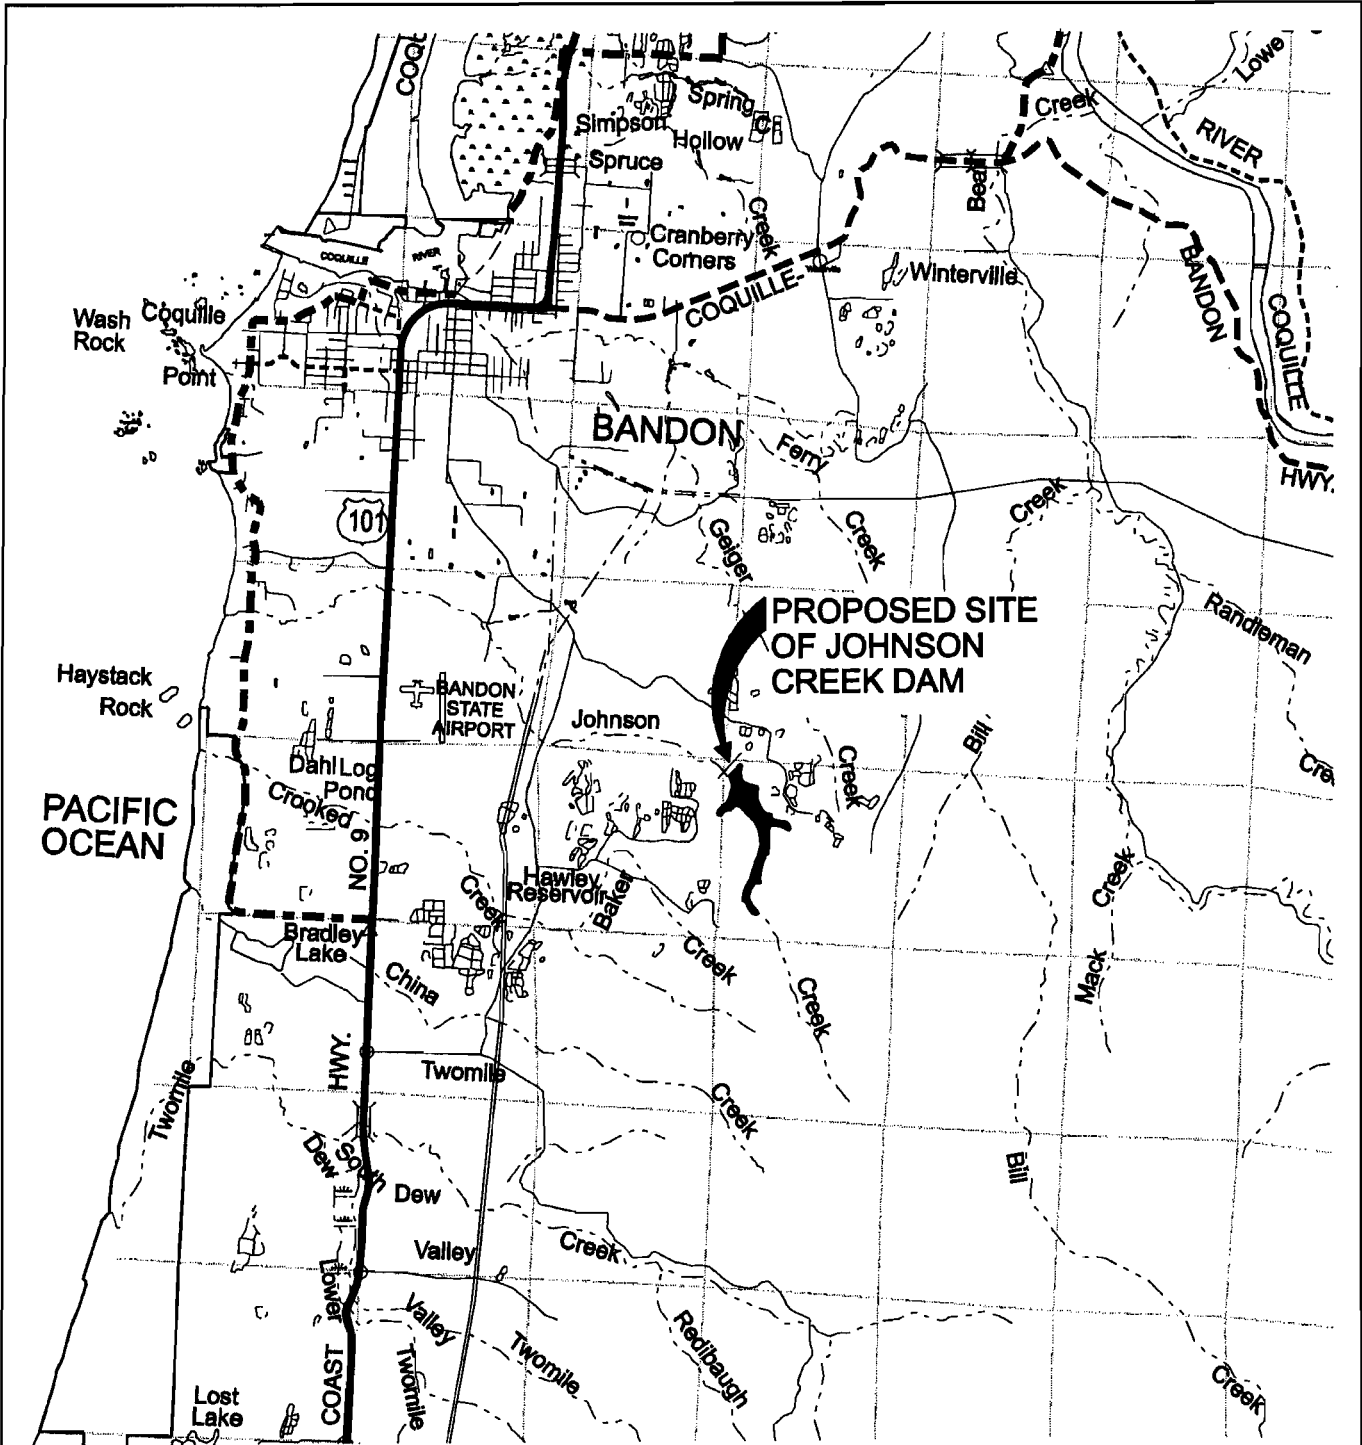 COQU
Simpson
Spruce
Spring
Hollow
Creek
Cranberry
Corners
Creek
Lowe
RIVER
Bear
COQUILLE
RIVER
COQUILLE-
Winterville
BANDON
COQUILLE
HWY.
Wash
Rock
Coquille
Point
BANDON
Ferry
Creek
Geiger
Creek
101
Randleman
Cree
PROPOSED SITE
OF JOHNSON
CREEK DAM
Haystack
Rock
BANDON
STATE
AIRPORT
Johnson
Creek
Bill
Dahl Log
Pond
Crooked
Creek
NO. 9
PACIFIC
OCEAN
Hawley
Reservoir
Baker
Creek
Creek
Creek
Mack
Bradley
Lake
China
Creek
HWY.
Twomile
Twomile
South
Dew
Dew
Valley
Creek
Bill
Creek
Lower
Valley
Twomile
Twomile
Redibaugh
COAST
Lost
Lake